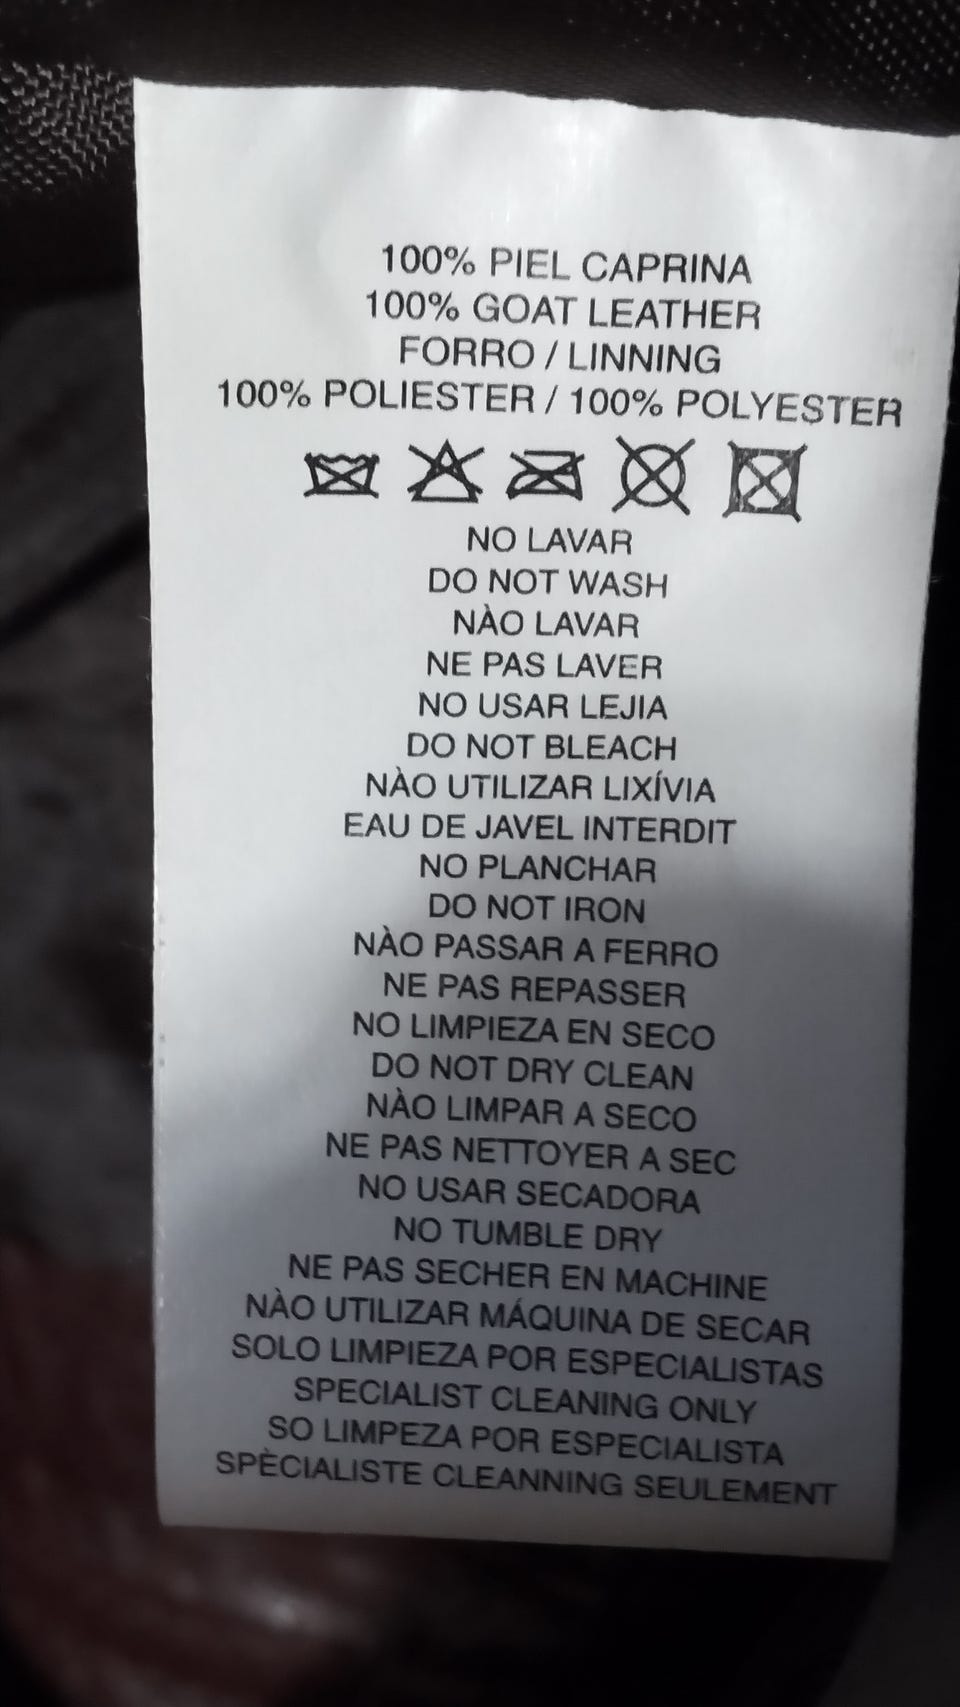 100% PIEL CAPRINA
100% GOAT LEATHER
FORRO / LINNING
100% POLIESTER / 100% POLYESTER
NO LAVAR
DO NOT WASH
NÀO LAVAR
NE PAS LAVER
NO USAR LEJIA
DO NOT BLEACH
NÀO UTILIZAR LIXÍVIA
EAU DE JAVEL INTERDIT
NO PLANCHAR
DO NOT IRON
NÀO PASSAR A FERRO
NE PAS REPASSER
NO LIMPIEZA EN SECO
DO NOT DRY CLEAN
NÀO LIMPAR A SECO
NE PAS NETTOYER A SEC
NO USAR SECADORA
NO TUMBLE DRY
NE PAS SECHER EN MACHINE
NÀO UTILIZAR MÁQUINA DE SECAR
SOLO LIMPIEZA POR ESPECIALISTAS
SPECIALIST CLEANING ONLY
SO LIMPEZA POR ESPECIALISTA
SPÈCIALISTE CLEANNING SEULEMENT